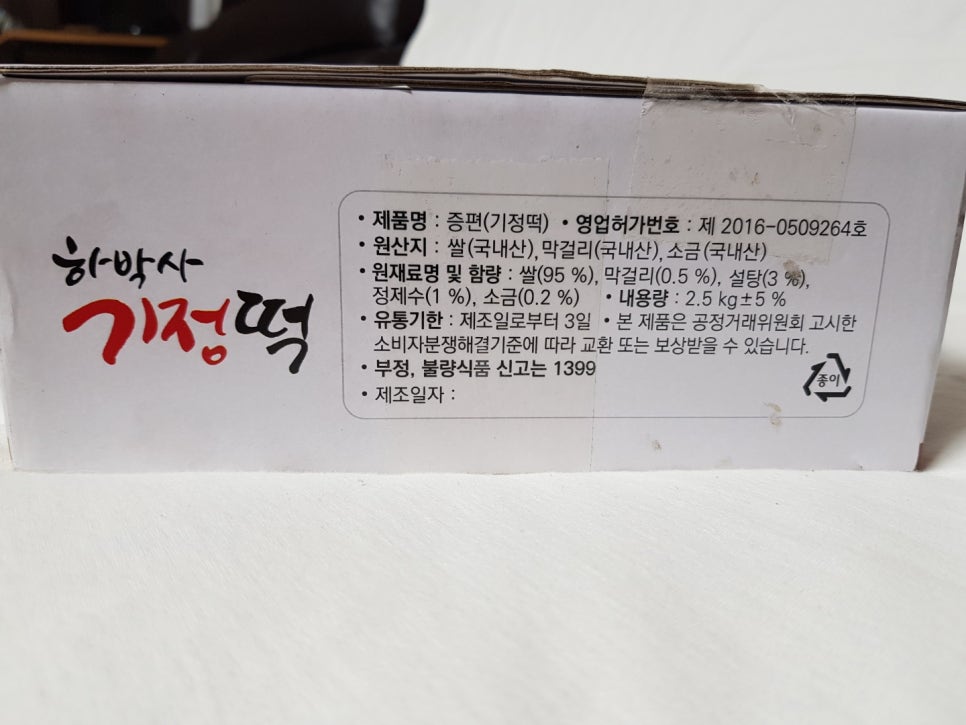 하박사
기정떡
• 제품명 : 증편(기정떡) • 영업허가번호 : 제 2016-0509264호
• 원산지 : 쌀(국내산), 막걸리(국내산), 소금(국내산)
• 원재료명 및 함량 : 쌀(95 %), 막걸리(0.5 %), 설탕(3 %),
정제수(1 %), 소금(0.2 %) • 내용량 : 2.5 kg±5 %
• 유통기한 : 제조일로부터 3일 • 본 제품은 공정거래위원회 고시한
소비자분쟁해결기준에 따라 교환 또는 보상받을 수 있습니다.
• 부정, 불량식품 신고는 1399
• 제조일자 :
종이